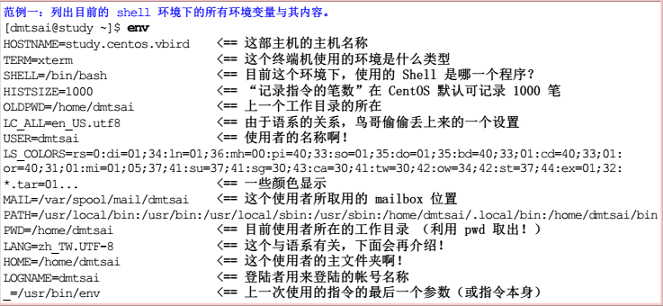 范例一：列出目前的 shell 环境下的所有环境变量与其内容。
[dmtsai@study ~]$ env
HOSTNAME=study.centos.vbird    <== 这部主机的主机名称
TERM=xterm    <== 这个终端机使用的环境是什么类型
SHELL=/bin/bash    <== 目前这个环境下，使用的 Shell 是哪一个程序？
HISTSIZE=1000    <== “记录指令的笔数”在 CentOS 默认可记录 1000 笔
OLDPWD=/home/dmtsai    <== 上一个工作目录的所在
LC_ALL=en_US.utf8    <== 由于语系的关系，鸟哥偷偷丢上来的一个设置
USER=dmtsai    <== 使用者的名称啊！
LS_COLORS=rs=0:di=01;34:ln=01;36:mh=00:pi=40;33:so=01;35:do=01;35:bd=40;33;01:cd=40;33;01:
or=40;31;01:mi=01;05;37;41:su=37;41:sg=30;43:ca=30;41:tw=30;42:ow=34;42:st=37;44:ex=01;32:
*.tar=01...    <== 一些颜色显示
MAIL=/var/spool/mail/dmtsai    <== 这个使用者所取用的 mailbox 位置
PATH=/usr/local/bin:/usr/bin:/usr/local/sbin:/usr/sbin:/home/dmtsai/.local/bin:/home/dmtsai/bin
PWD=/home/dmtsai    <== 目前使用者所在的工作目录 （利用 pwd 取出！）
LANG=zh_TW.UTF-8    <== 这个与语系有关，下面会再介绍！
HOME=/home/dmtsai    <== 这个使用者的主文件夹啊！
LOGNAME=dmtsai    <== 登陆者用来登陆的帐号名称
_=/usr/bin/env    <== 上一次使用的指令的最后一个参数（或指令本身）